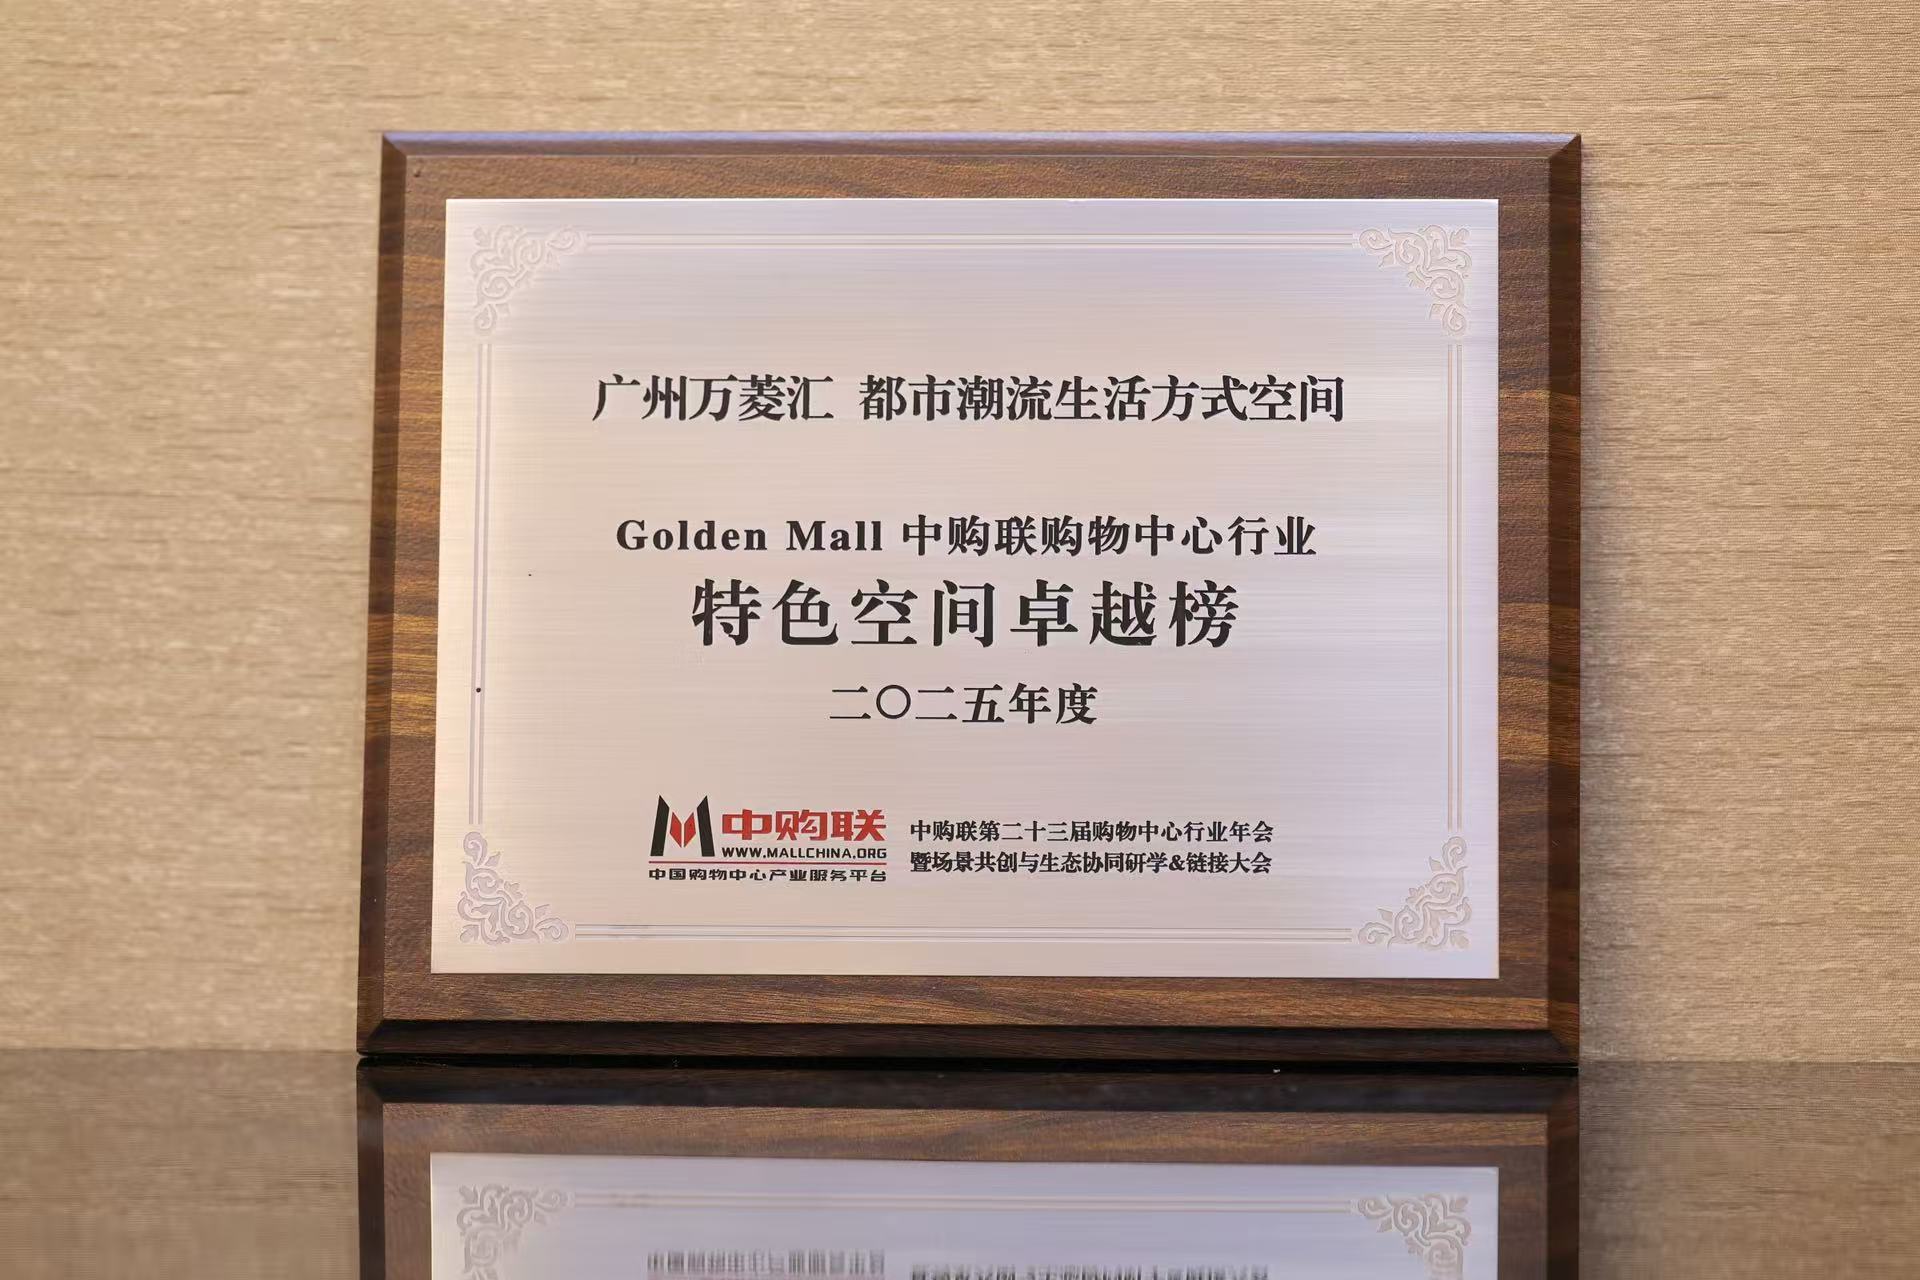 广州万菱汇 都市潮流生活方式空间
Golden Mall 中购联购物中心行业
特色空间卓越榜
二〇二五年度
中购联
WWW.MALLCHINA.ORG
中国购物中心产业服务平台
中购联第二十三届购物中心行业年会
暨场景共创与生态协同研学&链接大会